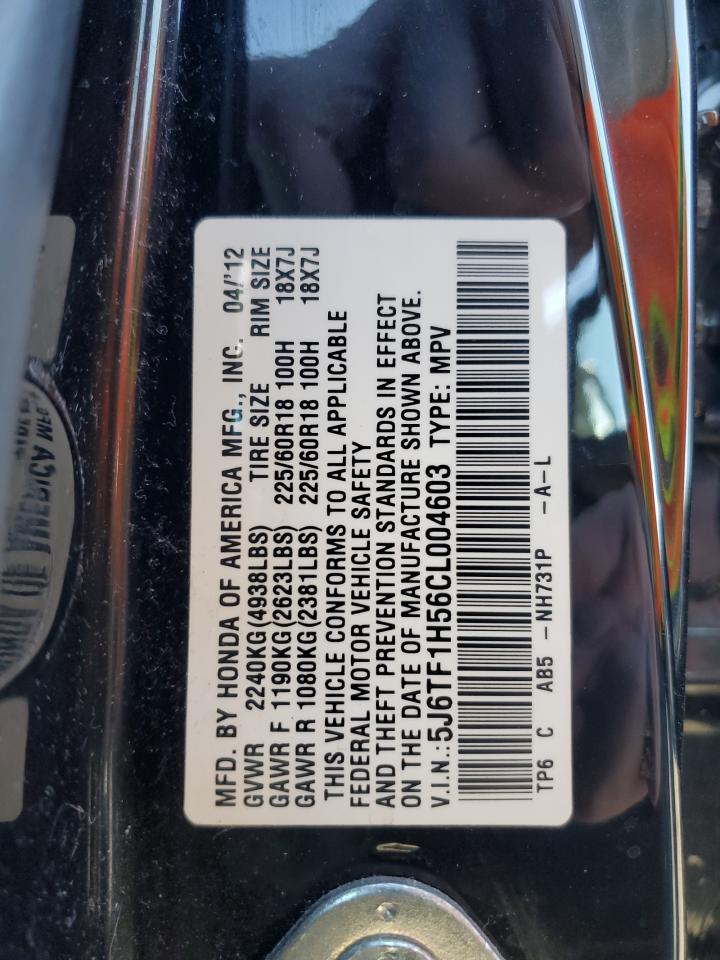 MFD. BY HONDA OF AMERICA MFG., INC. 04/'12
GVWR 2240KG(4938LBS) TIRE SIZE RIM SIZE
GAWR F 1190KG(2623LBS) 225/60R18 100H 18X7J
GAWR R 1080KG(2381LBS) 225/60R18 100H 18X7J
THIS VEHICLE CONFORMS TO ALL APPLICABLE
FEDERAL MOTOR VEHICLE SAFETY
AND THEFT PREVENTION STANDARDS IN EFFECT
ON THE DATE OF MANUFACTURE SHOWN ABOVE.
V.I.N.:5J6TF1H56CL004603 TYPE: MPV
TP6 C AB5 -NH731P -A-L
OF AMERICA MFG